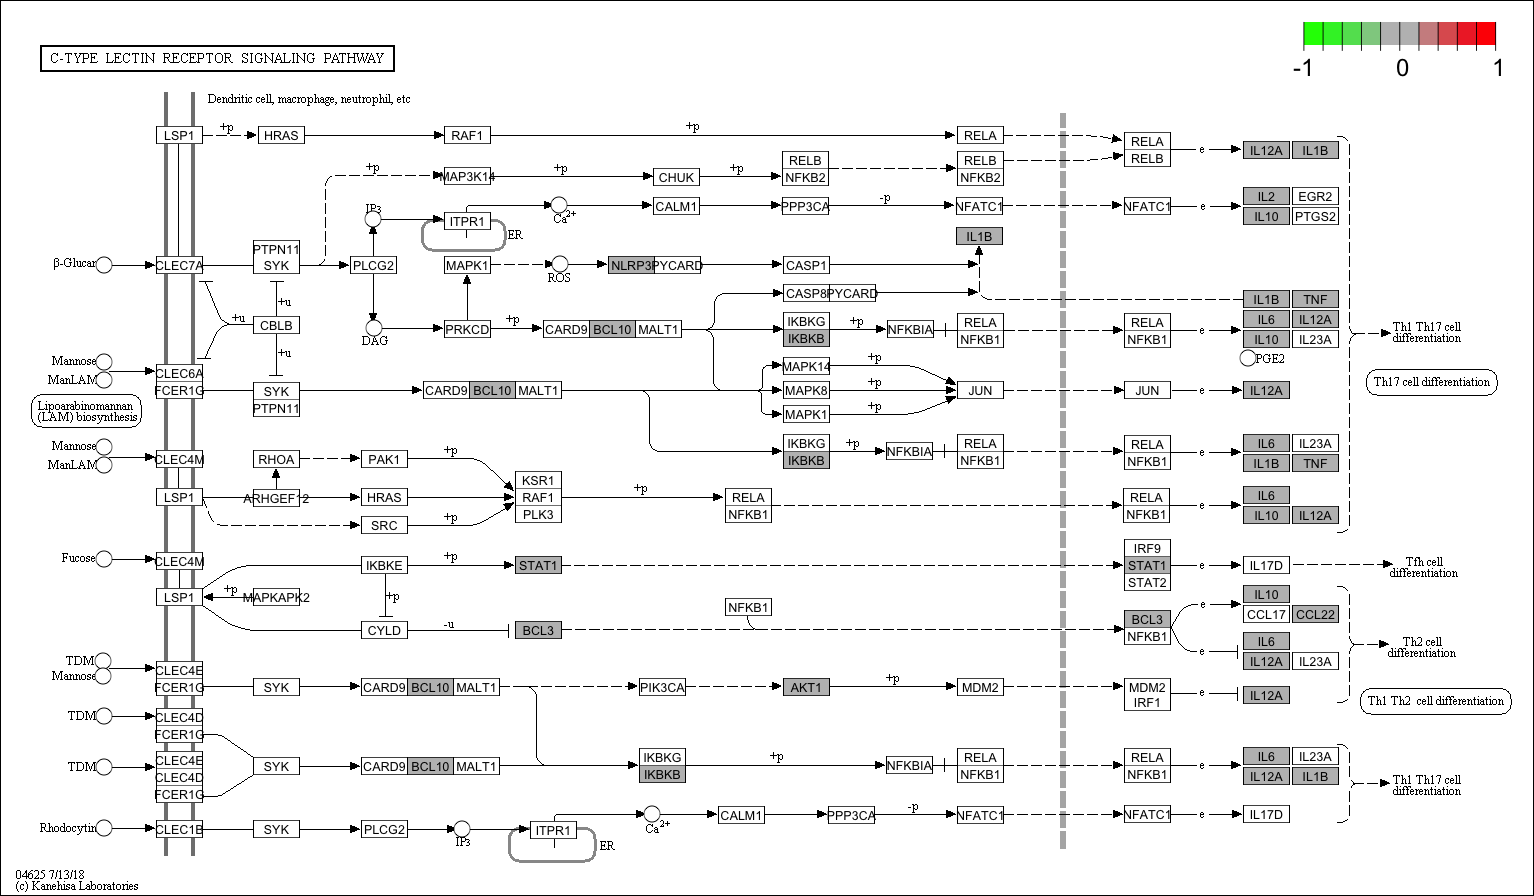 C-TYPE LECTIN RECEPTOR SIGNALING PATHWAY
-1 0 1
Dendritic cell, macrophage, neutrophil, etc
LSP1 +p HRAS RAF1 +p RELA
RELA e IL12A IL1B
RELB
RELB RELB
NFKB2 NFKB2
+p MAP3K14 +p CHUK +p
IP3 ITPR1 Ca2+ CALM1 PPP3CA -p NFATC1 NFATC1 e IL2 EGR2
IL10 PTGS2
ER
IL1B
PTPN11
β-Glucan CLEC7A SYK PLCG2 MAPK1 ROS NLRP3 PYCARD CASP1
CASP8 PYCARD
IL1B TNF
+u
+u CBLB
DAG PRKCD +p CARD9 BCL10 MALT1 IKBKG +p NFKBIA RELA RELA e IL6 IL12A
IKBKB NFKB1 NFKB1 IL10 IL23A
PGE2
Th1 Th17 cell
differentiation
+u
Mannose
ManLAM
CLEC6A
FCER1G SYK
PTPN11
CARD9 BCL10 MALT1
MAPK14 +p
MAPK8 +p JUN JUN e IL12A
MAPK1 +p
Th17 cell differentiation
Lipoarabinomannan
(LAM) biosynthesis
Mannose
ManLAM
CLEC4M RHOA PAK1 +p
IKBKG +p NFKBIA RELA RELA e IL6 IL23A
IKBKB NFKB1 NFKB1 IL1B TNF
LSP1 ARHGEF12 HRAS
KSR1
RAF1 +p RELA RELA e IL6
PLK3 NFKB1 NFKB1 IL10 IL12A
SRC +p
Fucose CLEC4M IKBKE +p STAT1
IRF9
STAT1 e IL17D
STAT2
Tfh cell
differentiation
LSP1 +p MAPKAPK2 +p
NFKB1
CYLD -u BCL3
BCL3
NFKB1
e IL10
CCL17 CCL22
e IL6
IL12A IL23A
Th2 cell
differentiation
TDM
Mannose
CLEC4E
FCER1G SYK CARD9 BCL10 MALT1 PIK3CA AKT1 +p MDM2 MDM2 e IL12A
IRF1
Th1 Th2 cell differentiation
TDM CLEC4D
FCER1G
TDM CLEC4E
CLEC4D
FCER1G
SYK CARD9 BCL10 MALT1 IKBKG +p NFKBIA RELA RELA e IL6 IL23A
IKBKB NFKB1 NFKB1 IL12A IL1B
Th1 Th17 cell
differentiation
Rhodocytin CLEC1B SYK PLCG2 IP3 ITPR1 Ca2+ CALM1 PPP3CA -p NFATC1 NFATC1 e IL17D
ER
04625 7/13/18
(c) Kanehisa Laboratories